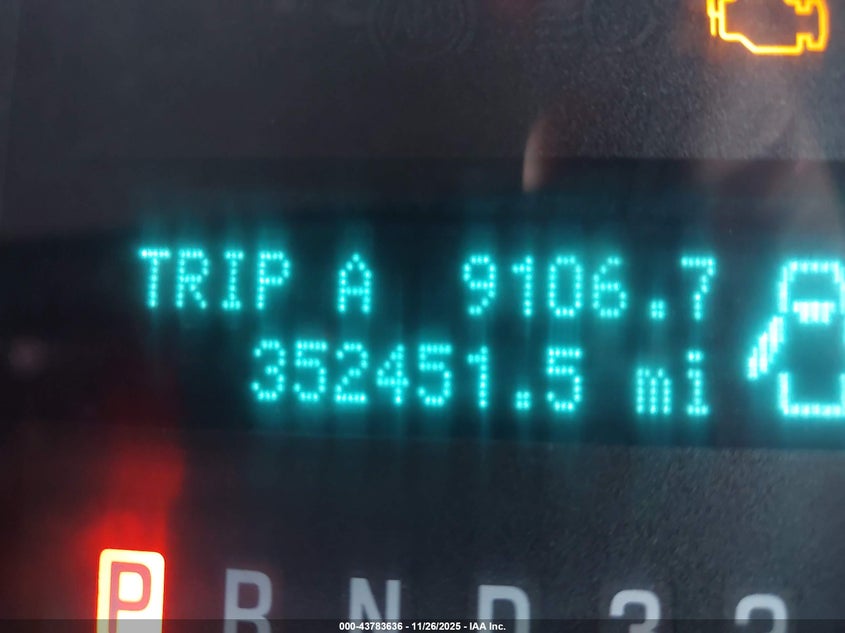 TRIP A 9106.7
352451.5 mi
P R N D 3 2
000-43783636 - 11/26/2025 - IAA Inc.